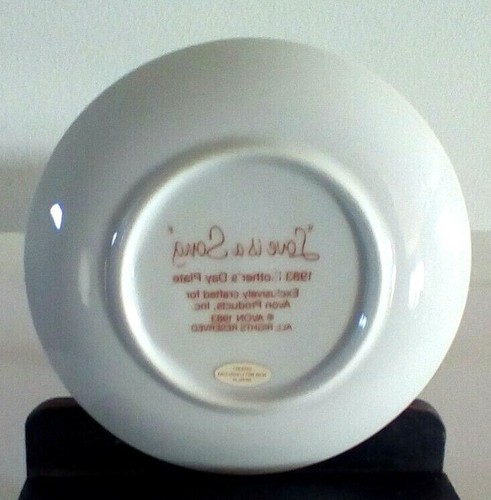 "Love is a Song"
1983 Mother's Day Plate
Exclusively crafted for
Avon Products, Inc.
© AVON 1983
ALL RIGHTS RESERVED